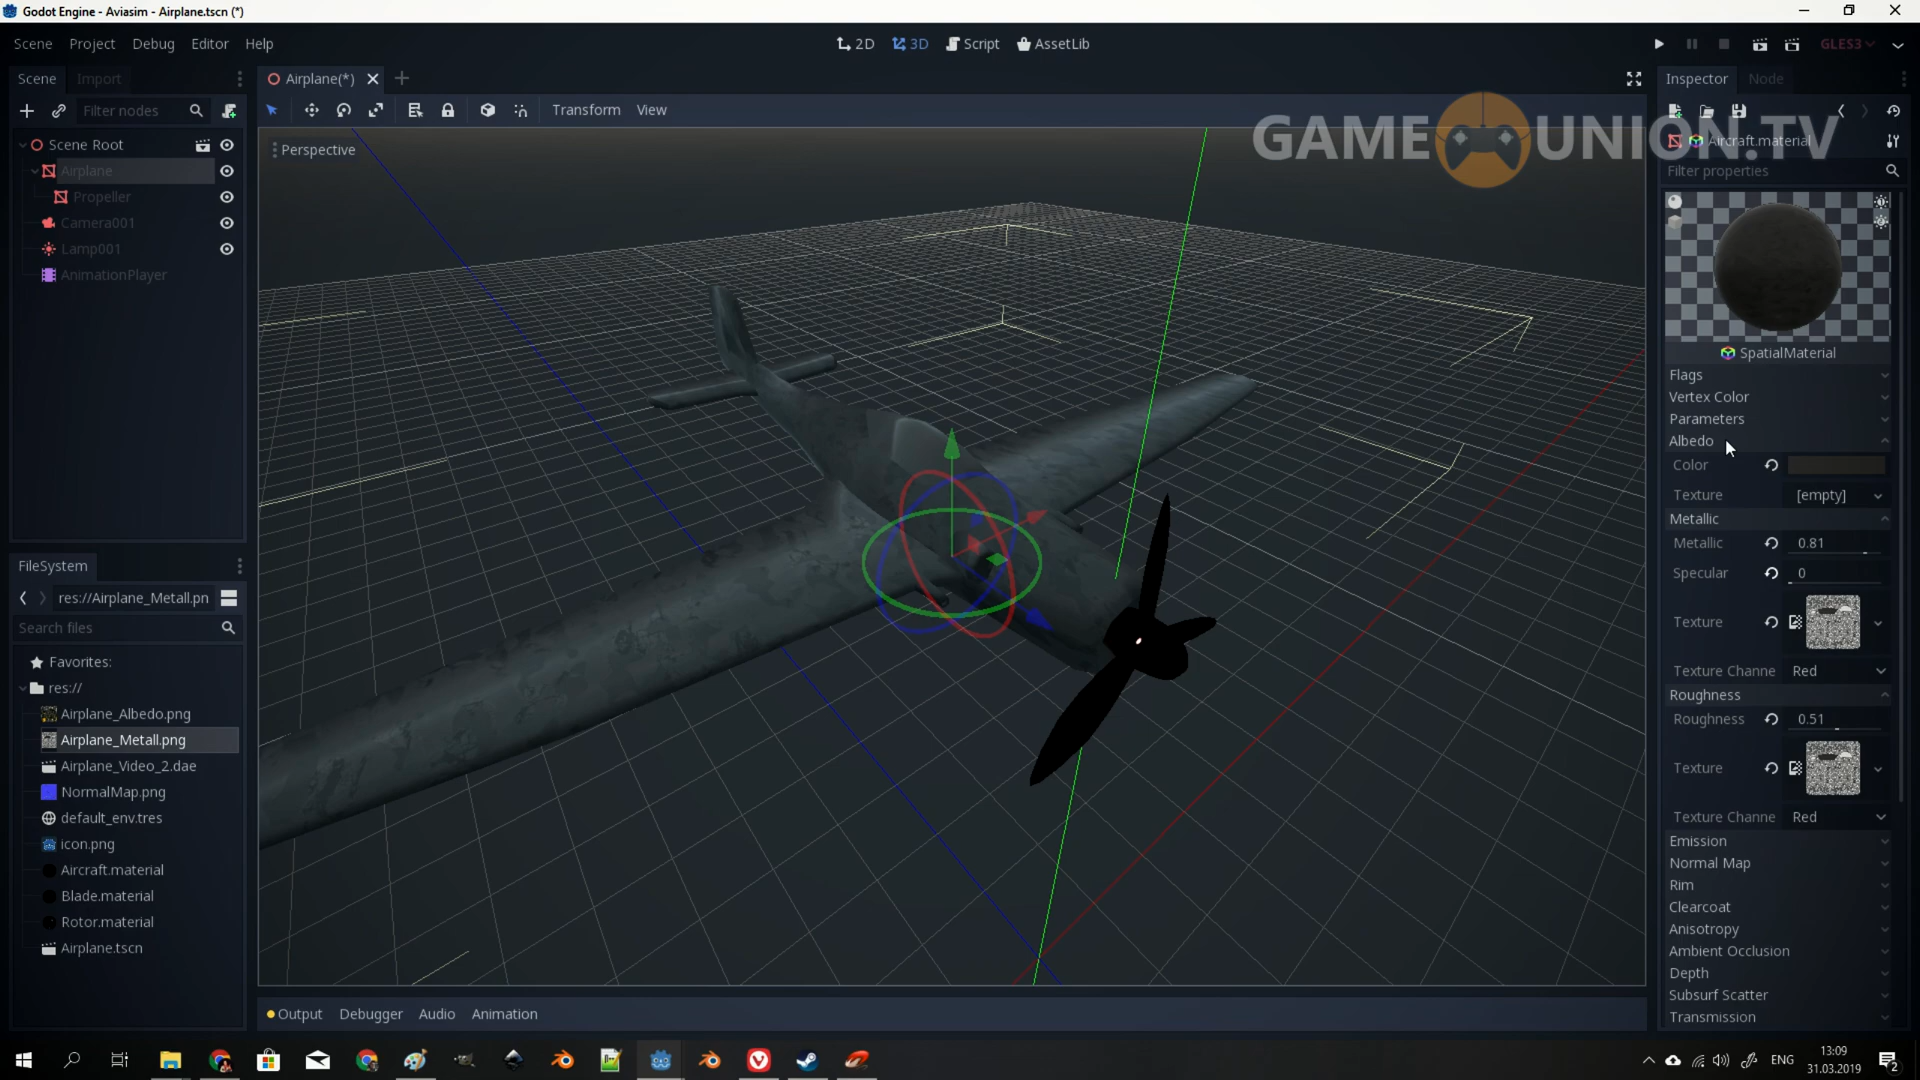 Godot Engine - Aviasim - Airplane.tscn (*)
Scene Project Debug Editor Help
2D 3D Script AssetLib
GLES3
Scene Import
Airplane(*)
Inspector Node
Filter nodes
Transform View
GAME UNION.TV
Aircraft.material
Filter properties
Perspective
Scene Root
Airplane
Propeller
Camera001
Lamp001
AnimationPlayer
SpatialMaterial
Flags
Vertex Color
Parameters
Albedo
Color
Texture [empty]
Metallic
Metallic 0.81
Specular 0
Texture
Texture Channe Red
Roughness
Roughness 0.51
Texture
Texture Channe Red
Emission
Normal Map
Rim
Clearcoat
Anisotropy
Ambient Occlusion
Depth
Subsurf Scatter
Transmission
FileSystem
res://Airplane_Metall.pn
Search files
Favorites:
res://
Airplane_Albedo.png
Airplane_Metall.png
Airplane_Video_2.dae
NormalMap.png
default_env.tres
icon.png
Aircraft.material
Blade.material
Rotor.material
Airplane.tscn
Output Debugger Audio Animation
ENG
13:09
31.03.2019
2